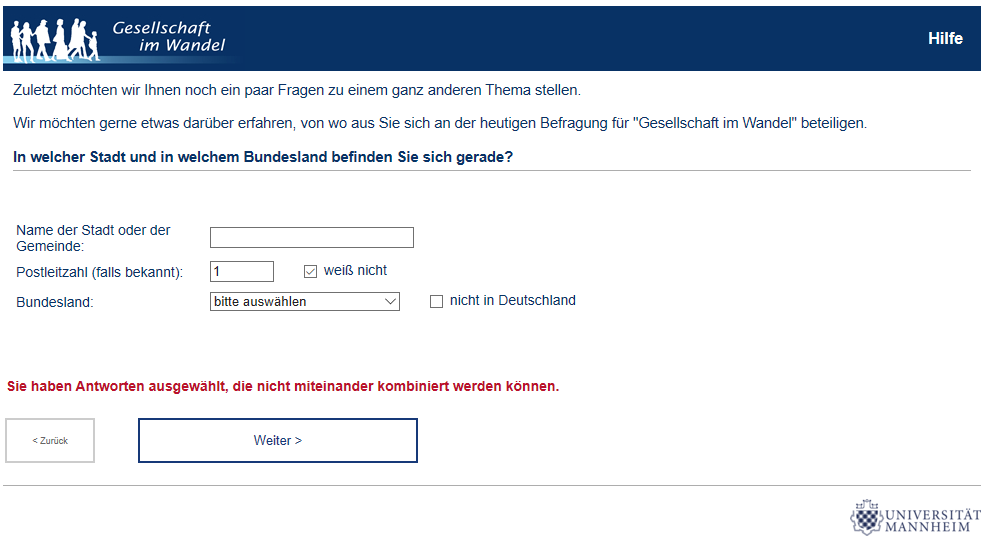 Gesellschaft
im Wandel
Hilfe
Zuletzt möchten wir Ihnen noch ein paar Fragen zu einem ganz anderen Thema stellen.
Wir möchten gerne etwas darüber erfahren, von wo aus Sie sich an der heutigen Befragung für "Gesellschaft im Wandel" beteiligen.
In welcher Stadt und in welchem Bundesland befinden Sie sich gerade?
Name der Stadt oder der
Gemeinde:
Postleitzahl (falls bekannt): 1 weiß nicht
Bundesland: bitte auswählen nicht in Deutschland
Sie haben Antworten ausgewählt, die nicht miteinander kombiniert werden können.
< Zurück Weiter >
UNIVERSITÄT
MANNHEIM